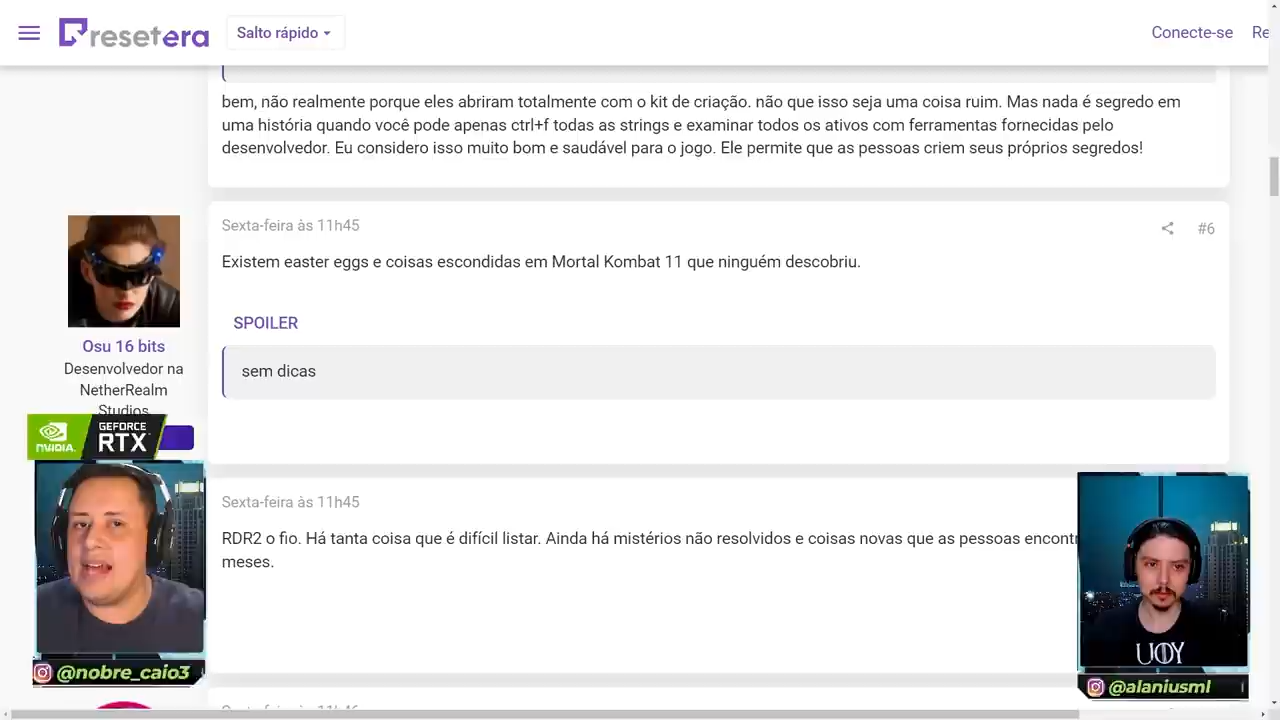 resetera
Salto rápido
Conecte-se
Re
bem, não realmente porque eles abriram totalmente com o kit de criação. não que isso seja uma coisa ruim. Mas nada é segredo em
uma história quando você pode apenas ctrl+f todas as strings e examinar todos os ativos com ferramentas fornecidas pelo
desenvolvedor. Eu considero isso muito bom e saudável para o jogo. Ele permite que as pessoas criem seus próprios segredos!
Sexta-feira às 11h45
#6
Existem easter eggs e coisas escondidas em Mortal Kombat 11 que ninguém descobriu.
SPOILER
sem dicas
Osu 16 bits
Desenvolvedor na
NetherRealm
Studios
NVIDIA.
GEFORCE
RTX
Sexta-feira às 11h45
RDR2 o fio. Há tanta coisa que é difícil listar. Ainda há mistérios não resolvidos e coisas novas que as pessoas encont
meses.
@nobre_caio3
@alaniusml